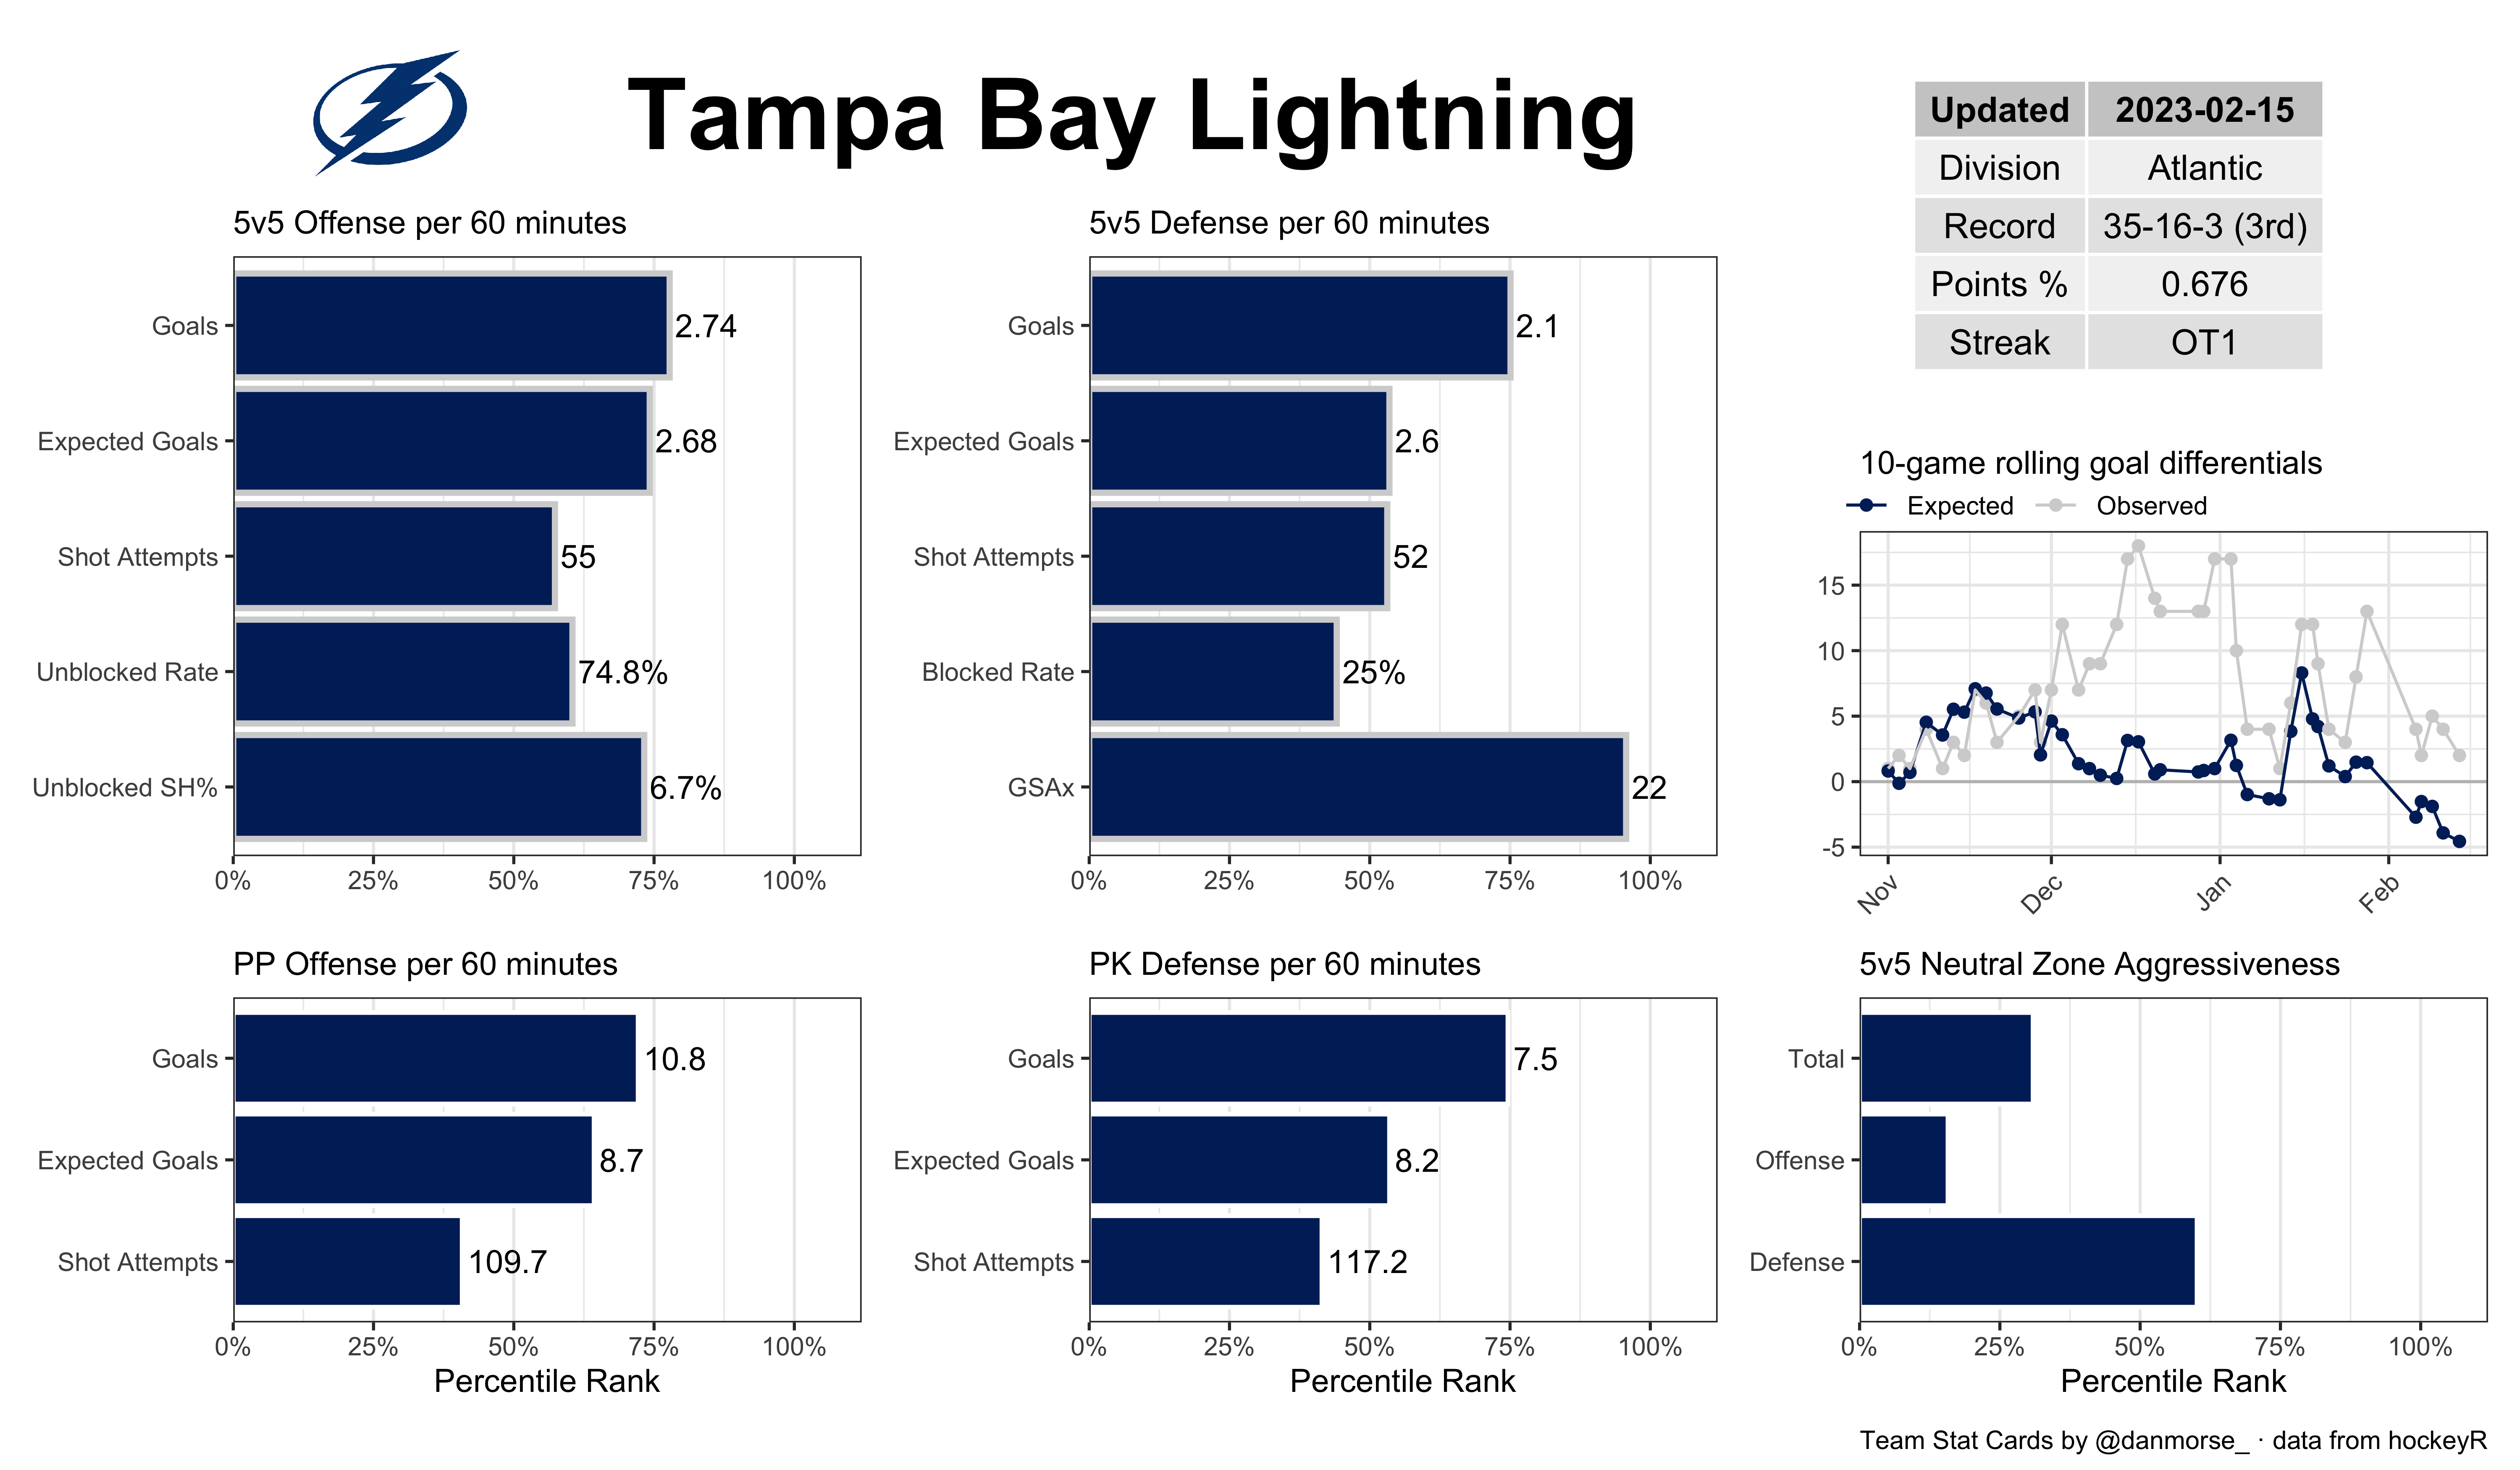 Tampa Bay Lightning
Updated 2023-02-15
Division Atlantic
Record 35-16-3 (3rd)
Points % 0.676
Streak OT1
5v5 Offense per 60 minutes
Goals 2.74
Expected Goals 2.68
Shot Attempts 55
Unblocked Rate 74.8%
Unblocked SH% 6.7%
0% 25% 50% 75% 100%
5v5 Defense per 60 minutes
Goals 2.1
Expected Goals 2.6
Shot Attempts 52
Blocked Rate 25%
GSAx 22
0% 25% 50% 75% 100%
10-game rolling goal differentials
Expected Observed
15
10
5
0
-5
Nov Dec Jan Feb
PP Offense per 60 minutes
Goals 10.8
Expected Goals 8.7
Shot Attempts 109.7
0% 25% 50% 75% 100%
Percentile Rank
PK Defense per 60 minutes
Goals 7.5
Expected Goals 8.2
Shot Attempts 117.2
0% 25% 50% 75% 100%
Percentile Rank
5v5 Neutral Zone Aggressiveness
Total
Offense
Defense
0% 25% 50% 75% 100%
Percentile Rank
Team Stat Cards by @danmorse_ · data from hockeyR